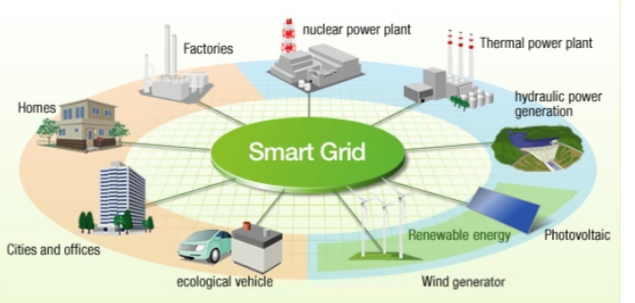 nuclear power plant
Factories
Thermal power plant
Homes
hydraulic power
generation
Smart Grid
Renewable energy
Photovoltaic
Cities and offices
ecological vehicle
Wind generator